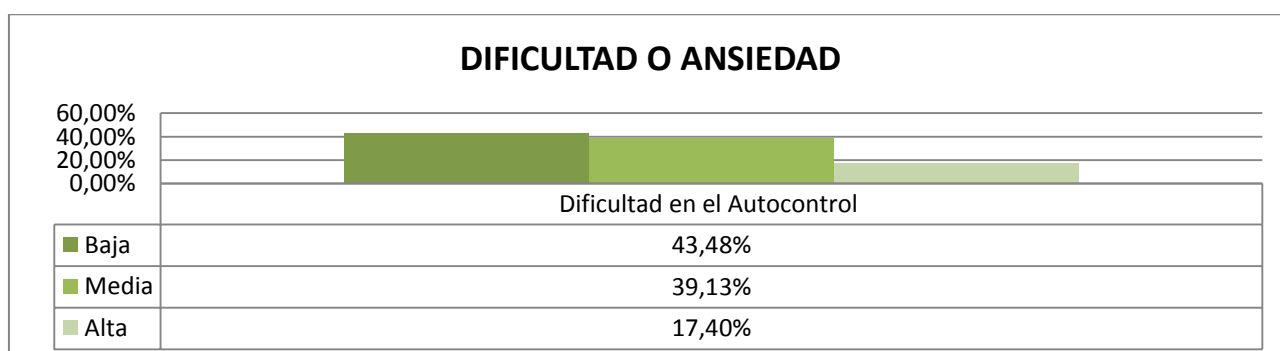 DIFICULTAD O ANSIEDAD
60,00%
40,00%
20,00%
0,00%
Dificultad en el Autocontrol
Baja 43,48%
Media 39,13%
Alta 17,40%